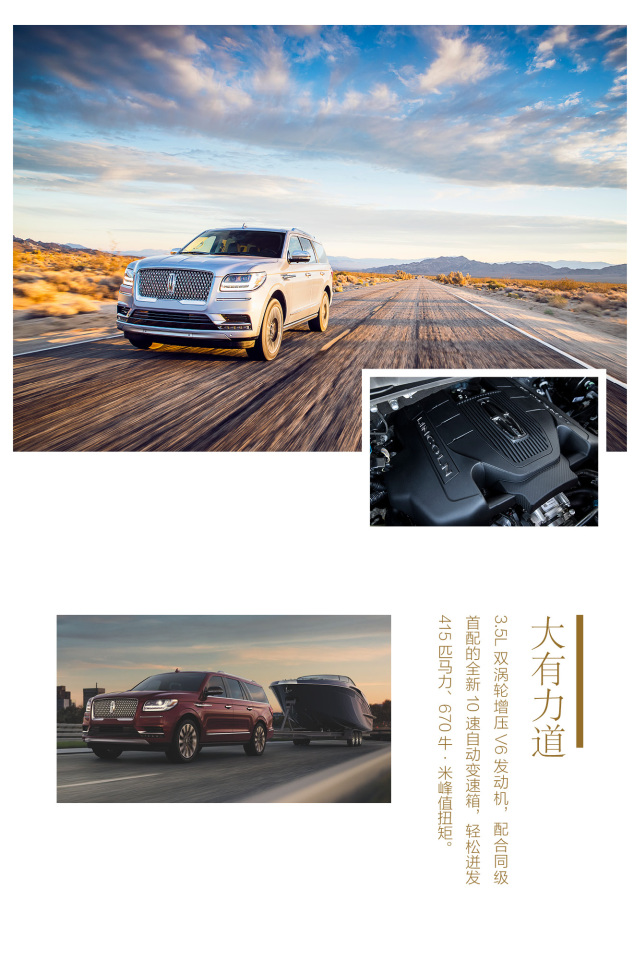 LINCOLN
大有力道
3.5L 双涡轮增压 V6 发动机，配合同级
首配的全新 10 速自动变速箱，轻松迸发
415 匹马力、670 牛·米峰值扭矩。